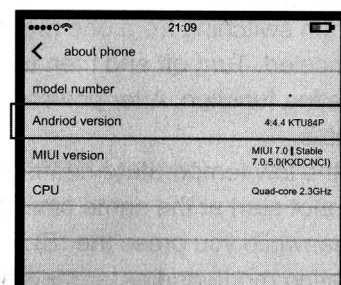 21:09
about phone
model number
Andriod version 4:4.4 KTU84P
MIUI version MIUI 7.0 | Stable
7.0.5.0(KXDCNCI)
CPU Quad-core 2.3GHz